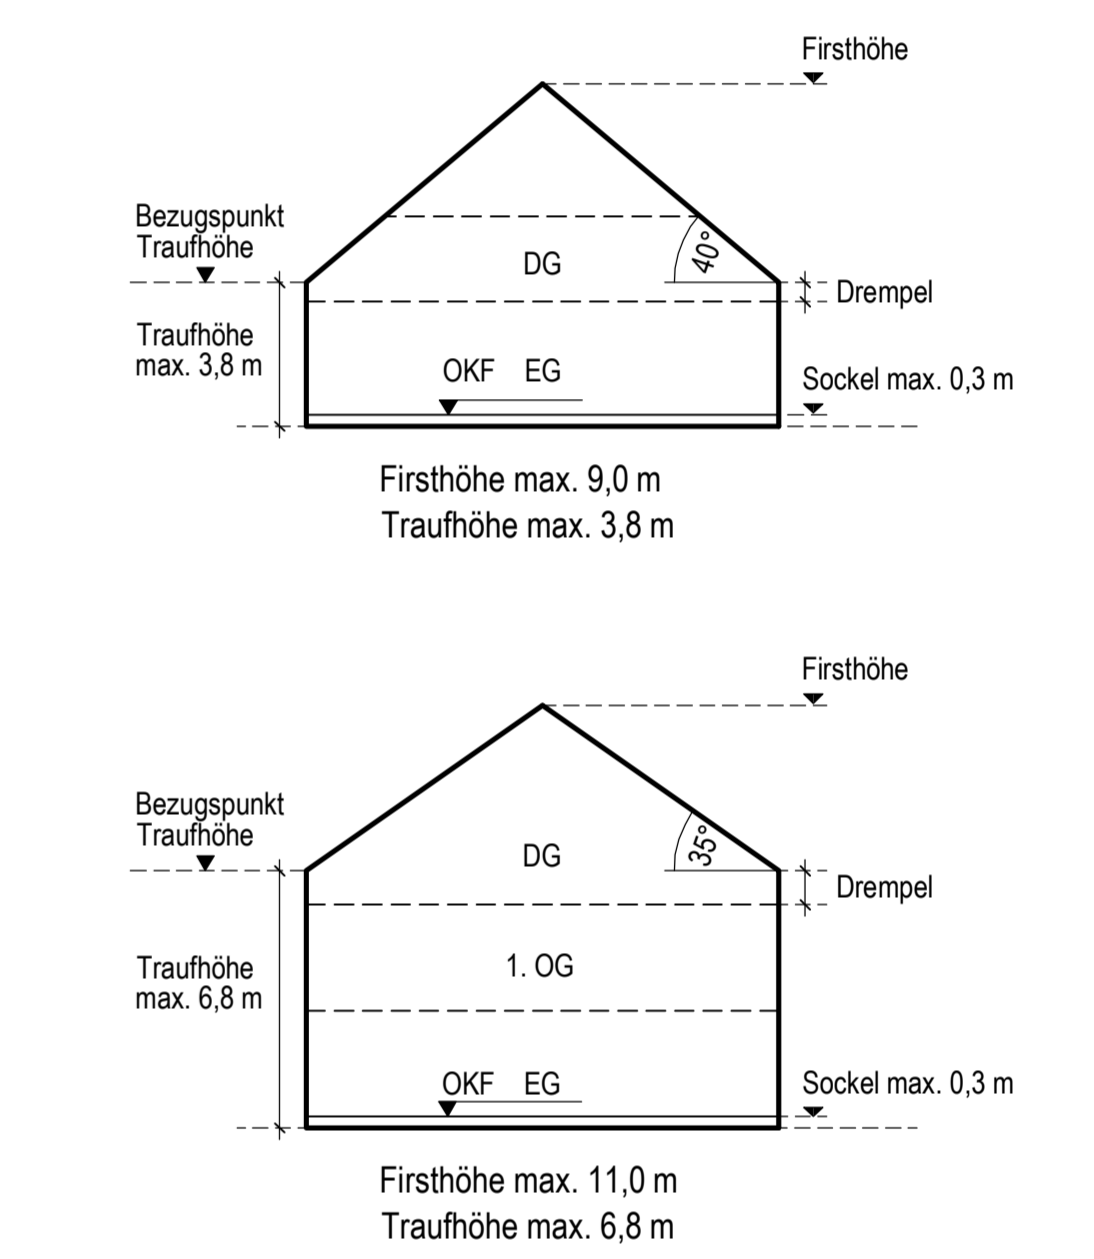 Firsthöhe
Bezugspunkt
Traufhöhe
DG
40°
Drempel
Traufhöhe
max. 3,8 m
OKF EG
Sockel max. 0,3 m
Firsthöhe max. 9,0 m
Traufhöhe max. 3,8 m
Firsthöhe
Bezugspunkt
Traufhöhe
DG
35°
Drempel
1. OG
Traufhöhe
max. 6,8 m
OKF EG
Sockel max. 0,3 m
Firsthöhe max. 11,0 m
Traufhöhe max. 6,8 m